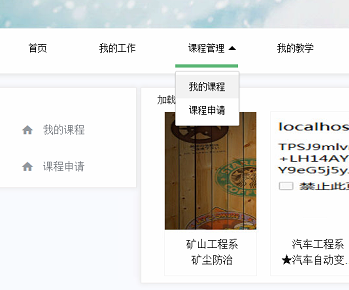 首页 我的工作 课程管理 我的教学
我的课程
课程申请
我的课程
课程申请
加载
矿山工程系
矿尘防治
localhos
TPSJ9mlv
+LH14AY
Y9eG5j5y
禁止此
汽车工程系
★汽车自动变.